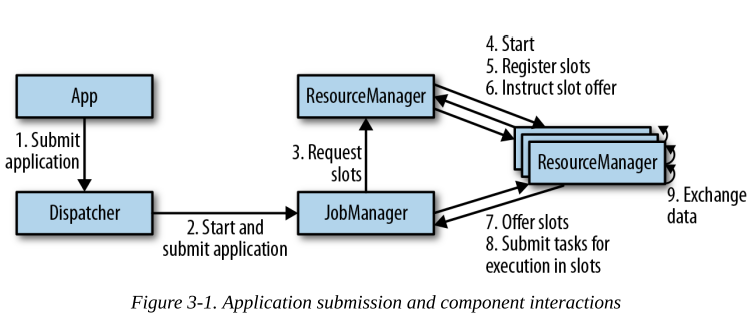 4. Start
5. Register slots
6. Instruct slot offer
App
ResourceManager
1. Submit
application
3. Request
slots
ResourceManager
9. Exchange
data
Dispatcher
2. Start and
submit application
JobManager
7. Offer slots
8. Submit tasks for
execution in slots
Figure 3-1. Application submission and component interactions